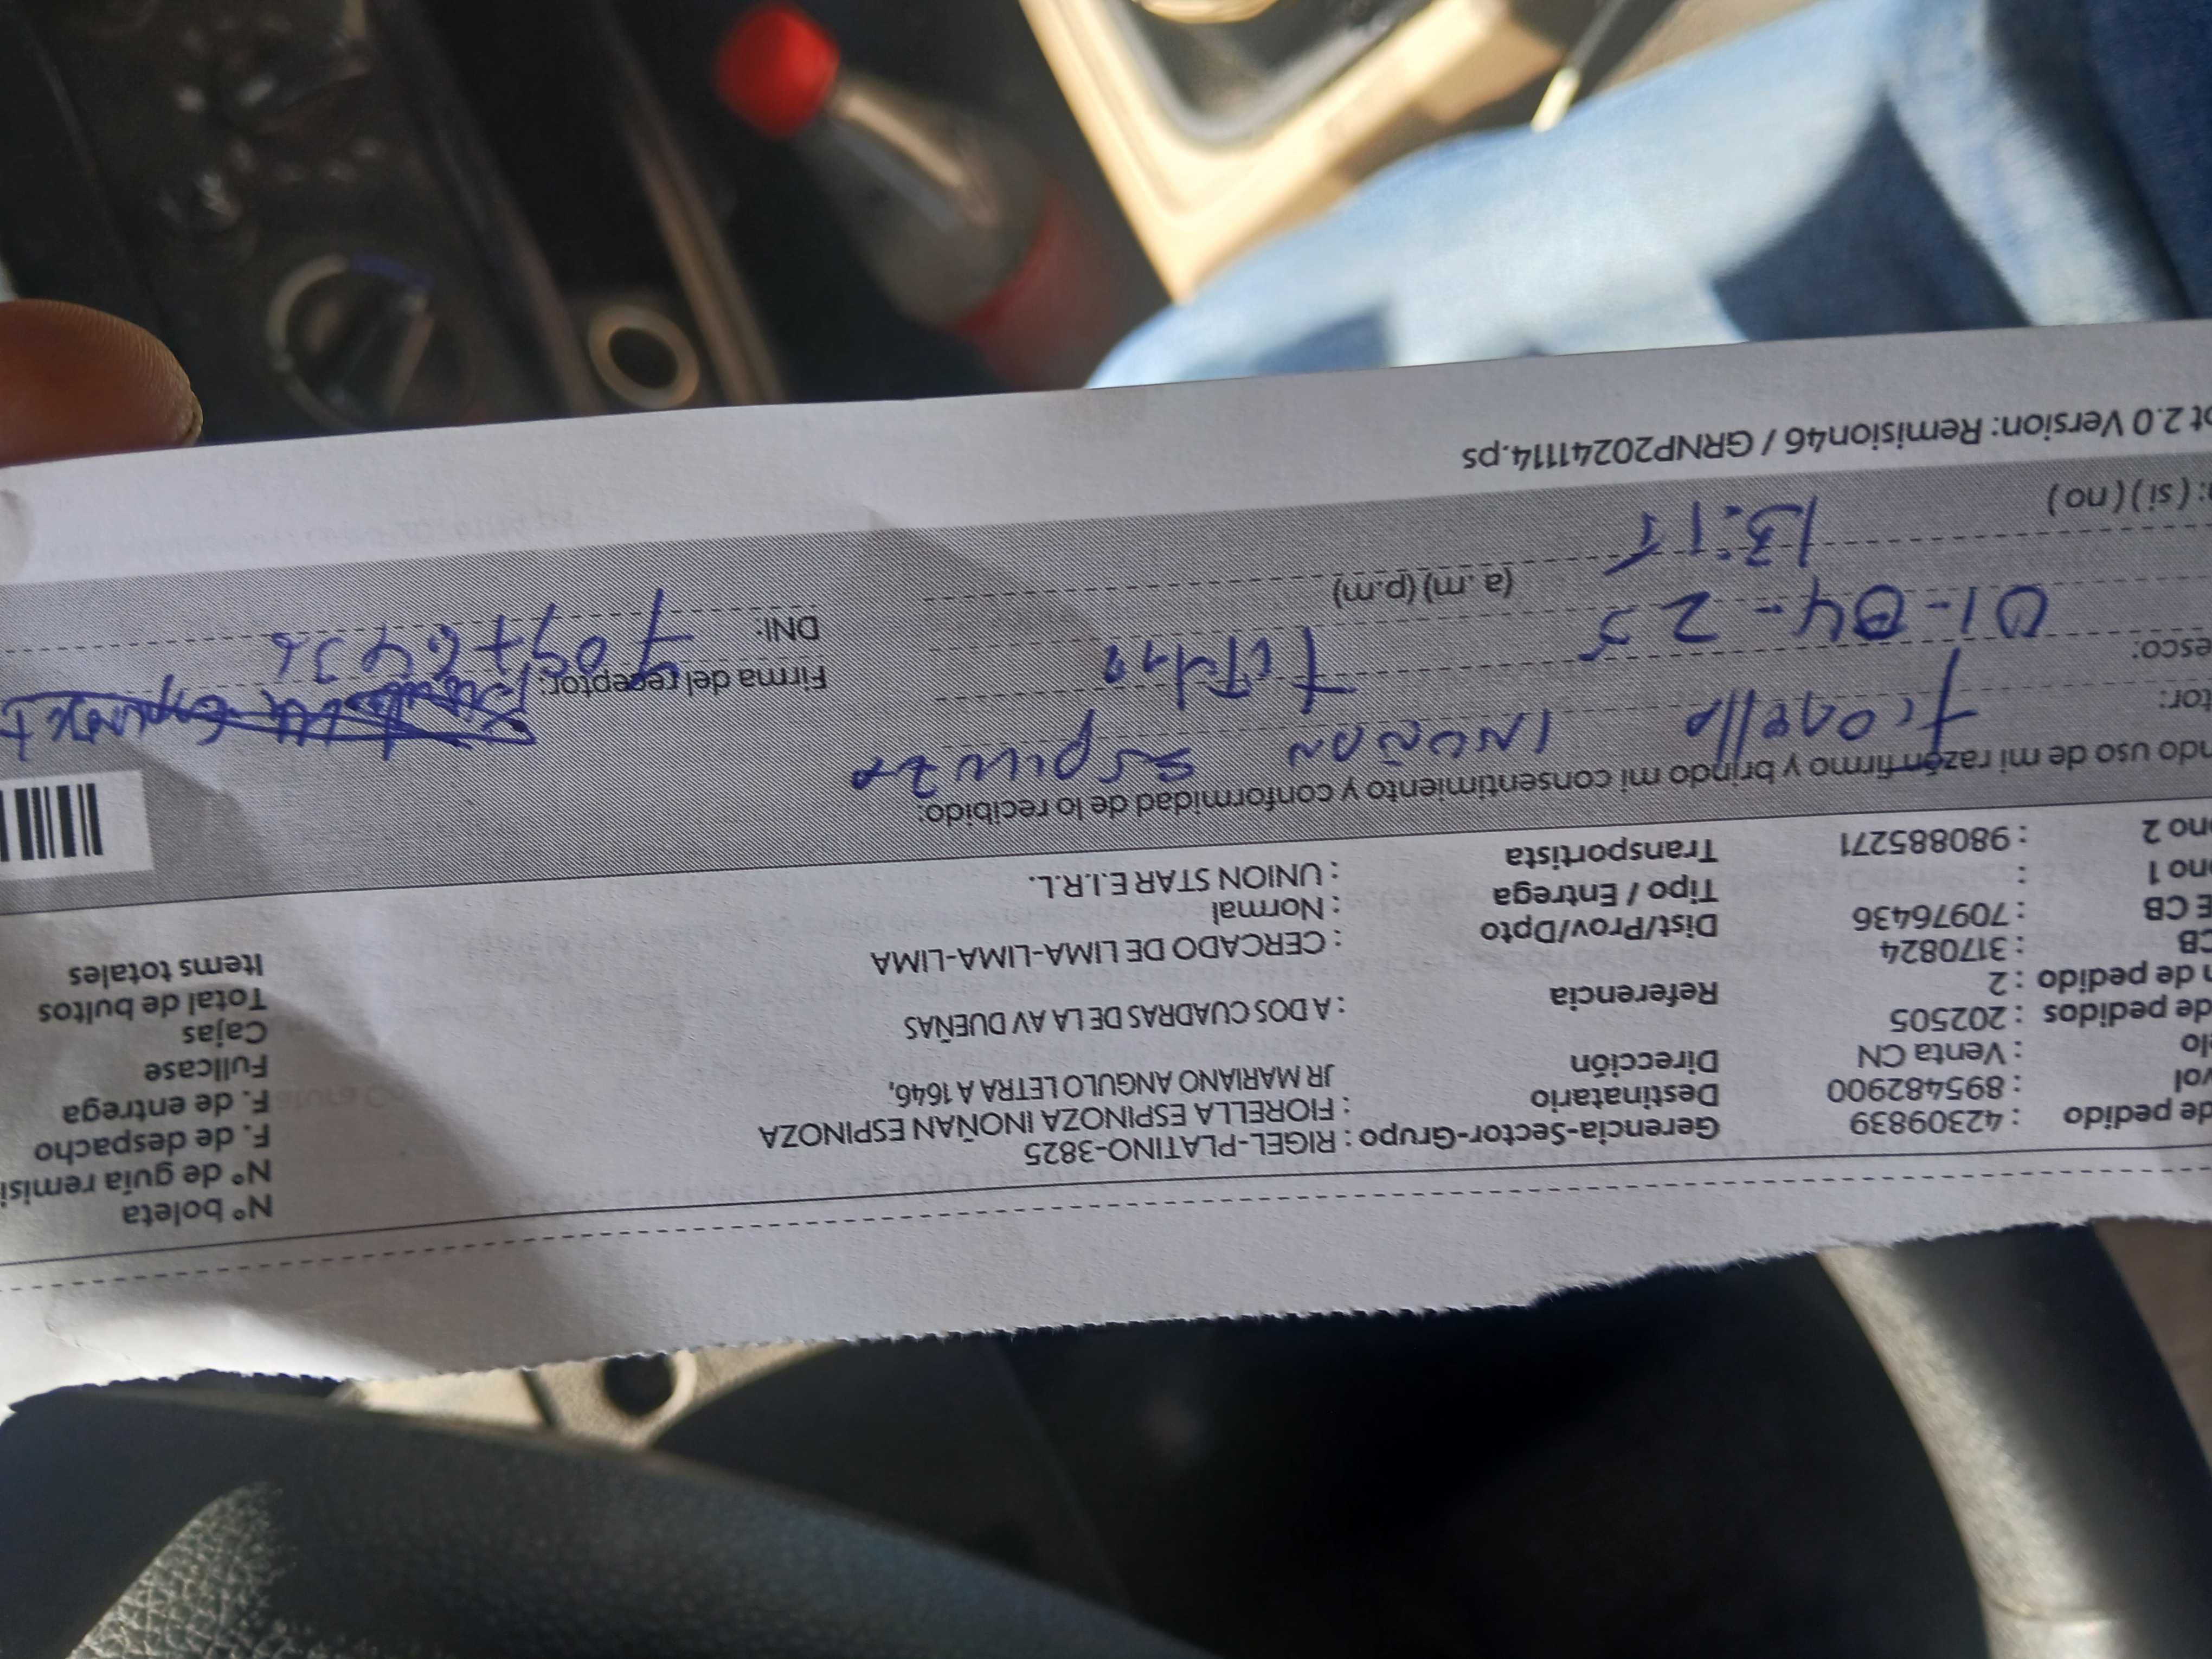 Nº boleta
Nº de guía remisi
F. de despacho
F. de entrega
Fullcase
Cajas
Total de bultos
Items totales
de pedido : 42309839 Gerencia-Sector-Grupo : RIGEL-PLATINO-3825
vol : 895482900 Destinatario : FIORELLA ESPINOZA INOÑAN ESPINOZA
lo : Venta CN Dirección JR MARIANO ANGULO LETRA A 1646,
de pedidos : 202505
n de pedido : 2 Referencia : A DOS CUADRAS DE LA AV DUEÑAS
CB : 3170824
E CB : 70976436 Dist/Prov/Dpto : CERCADO DE LIMA-LIMA-LIMA
ono 1 : Tipo / Entrega : Normal
ono 2 : 980885271 Transportista : UNION STAR E.I.R.L.
ndo uso de mi razón firmo y brindo mi consentimiento y conformidad de lo recibido:
tor: INOÑAN
esco: Firma del receptor:
01-04-25 (a. m) (p.m) DNI: 70976436
: (si) (no)
pt 2.0 Version: Remision46 / GRNP20241114.ps